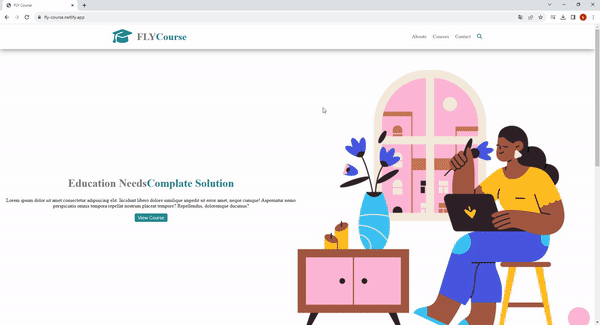 Fly Course
fly-course.netlify.app
FLYCourse
Abouts Courses Contact
Education NeedsComplate Solution
Lorem ipsum dolor sit amet consectetur adipisicing elit. Incidunt libero dolore similique impedit sit error amet, neque cumque! Aspernatur nemo
perspiciatis omnis tempora repellat nostrum placeat tempore? Repellendus, doloremque ducimus?
View Course